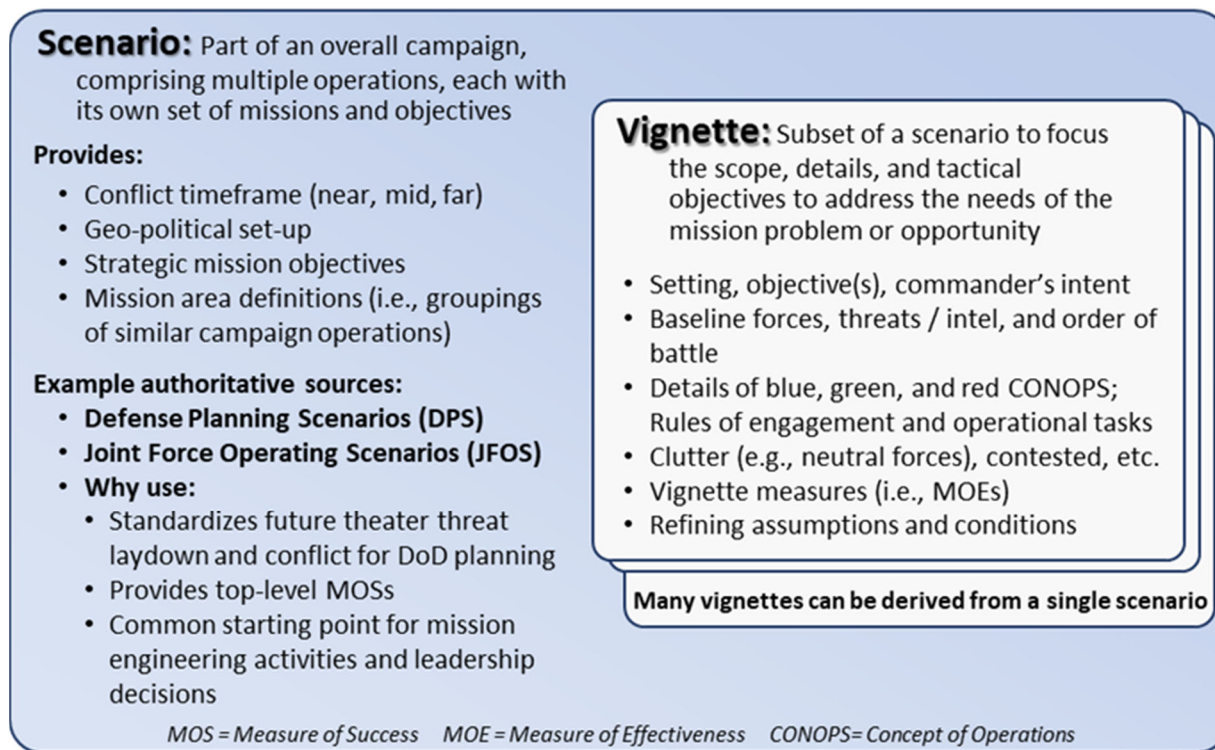 Scenario: Part of an overall campaign,
comprising multiple operations, each with
its own set of missions and objectives
Provides:
• Conflict timeframe (near, mid, far)
• Geo-political set-up
• Strategic mission objectives
• Mission area definitions (i.e., groupings
of similar campaign operations)
Example authoritative sources:
• Defense Planning Scenarios (DPS)
• Joint Force Operating Scenarios (JFOS)
• Why use:
• Standardizes future theater threat
laydown and conflict for DoD planning
• Provides top-level MOSs
• Common starting point for mission
engineering activities and leadership
decisions
Vignette: Subset of a scenario to focus
the scope, details, and tactical
objectives to address the needs of the
mission problem or opportunity
• Setting, objective(s), commander’s intent
• Baseline forces, threats / intel, and order of
battle
• Details of blue, green, and red CONOPS;
Rules of engagement and operational tasks
• Clutter (e.g., neutral forces), contested, etc.
• Vignette measures (i.e., MOEs)
• Refining assumptions and conditions
Many vignettes can be derived from a single scenario
MOS = Measure of Success MOE = Measure of Effectiveness CONOPS= Concept of Operations